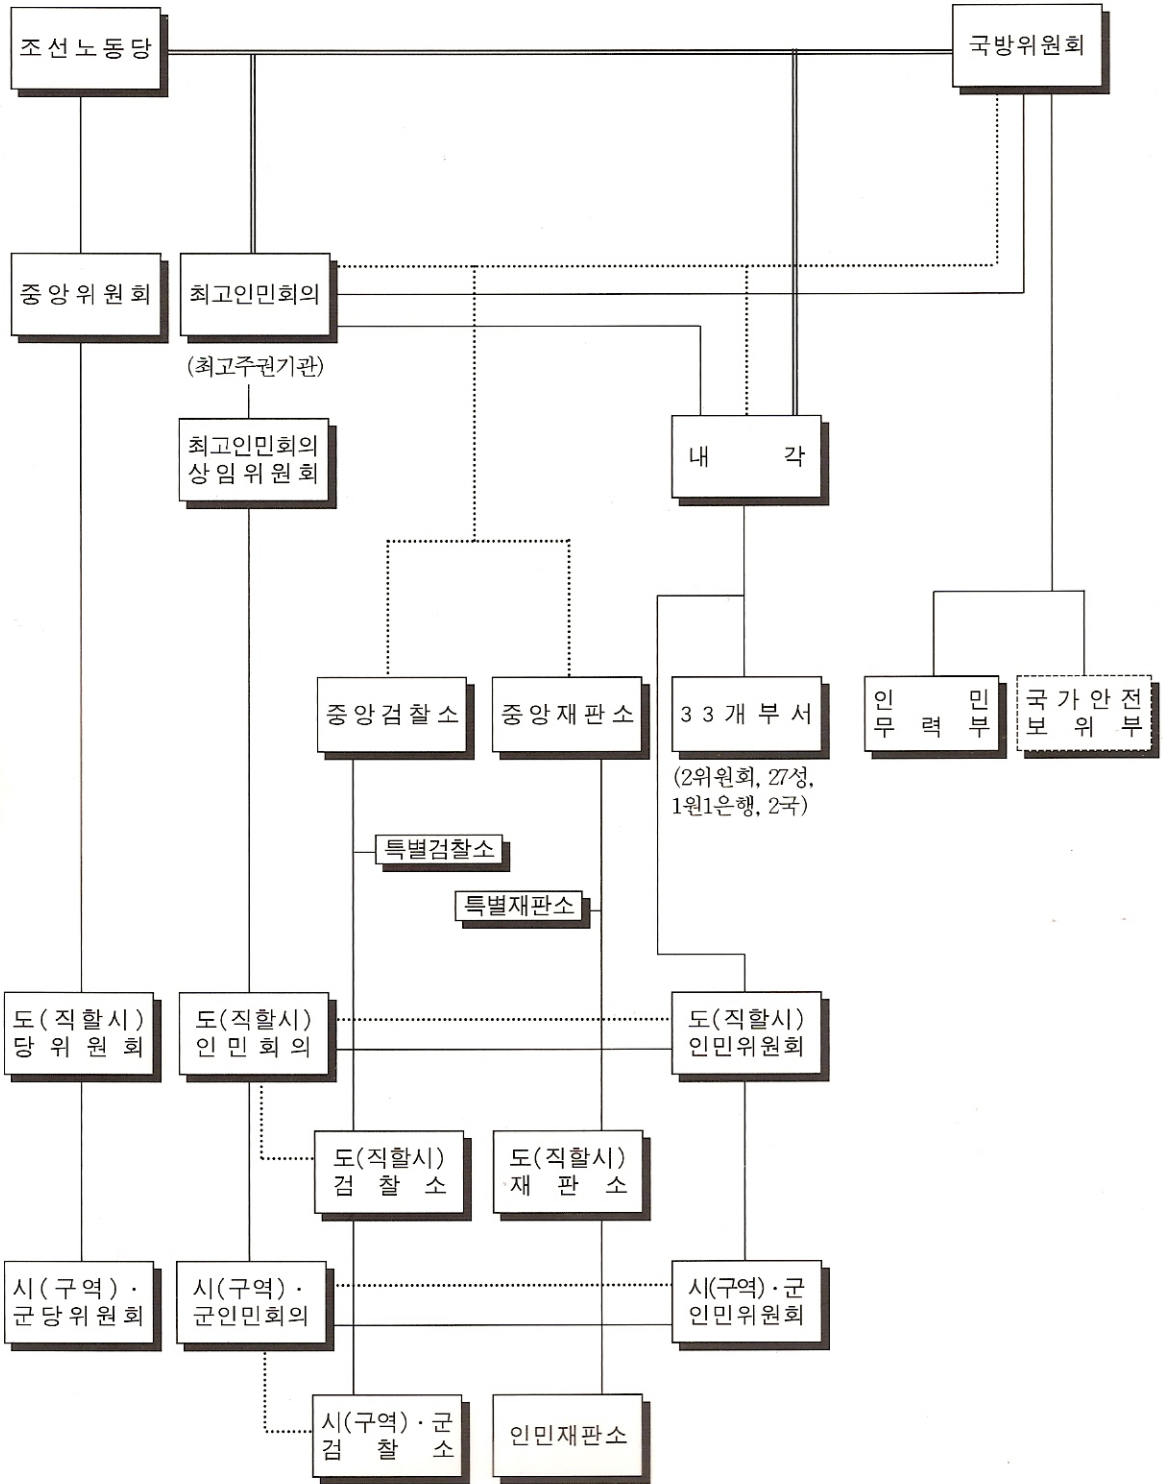 조선노동당
국방위원회
중앙위원회
최고인민회의
(최고주권기관)
최고인민회의
상임위원회
내 각
중앙검찰소
중앙재판소
33개부서
(2위원회, 27성,
1원1은행, 2국)
인 민
무 력 부
국가안전
보 위 부
특별검찰소
특별재판소
도(직할시)
당 위 원 회
도(직할시)
인 민 회 의
도(직할시)
인민위원회
도(직할시)
검 찰 소
도(직할시)
재 판 소
시(구역)·
군당위원회
시(구역)·
군인민회의
시(구역)·군
인민위원회
시(구역)·군
검 찰 소
인민재판소